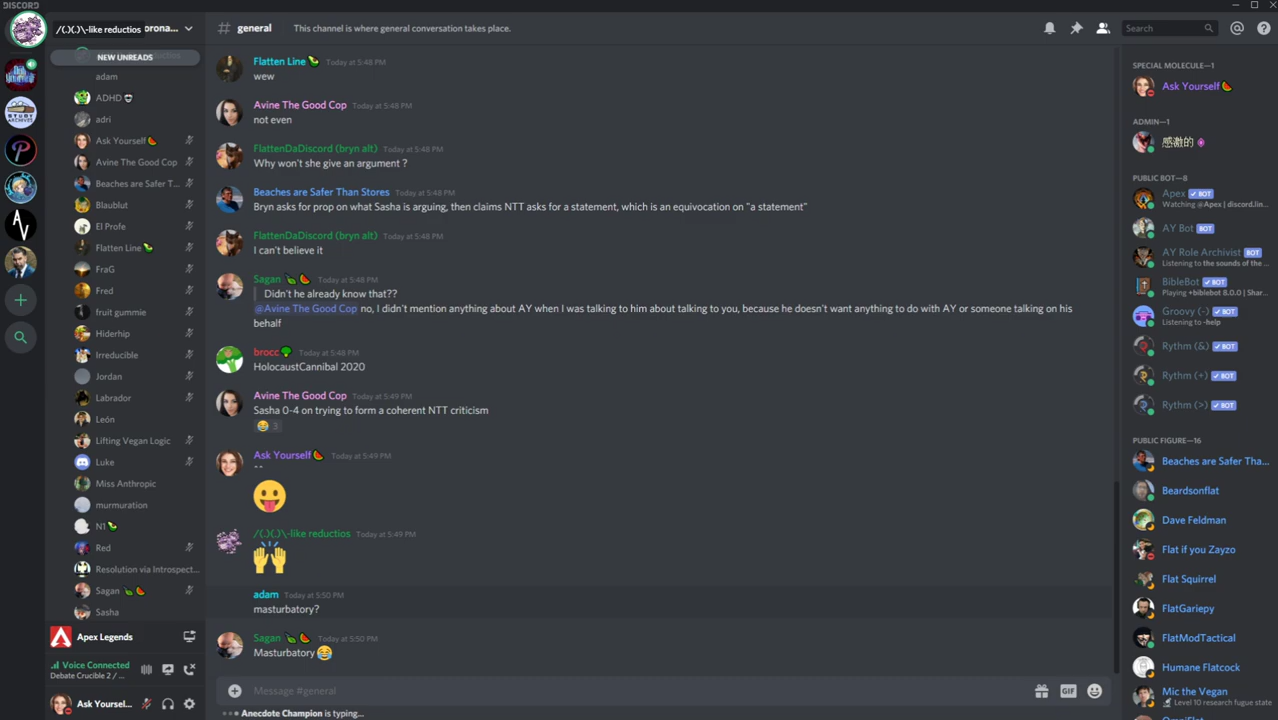 DISCORD
/(.)(.)\-like reductios
orona...
NEW UNREADS
adam
ADHD
adri
Ask Yourself
Avine The Good Cop
Beaches are Safer T...
Blaublut
El Profe
Flatten Line
FraG
Fred
fruit gummie
Hiderhip
Irreducible
Jordan
Labrador
León
Lifting Vegan Logic
Luke
Miss Anthropic
murmuration
N1
Red
Resolution via Introspect...
Sagan
Sasha
Apex Legends
Voice Connected
Debate Crucible 2 / ...
Ask Yoursel...
# general
This channel is where general conversation takes place.
Search
Flatten Line Today at 5:48 PM
wew
Avine The Good Cop Today at 5:48 PM
not even
FlattenDaDiscord (bryn alt) Today at 5:48 PM
Why won't she give an argument ?
Beaches are Safer Than Stores Today at 5:48 PM
Bryn asks for prop on what Sasha is arguing, then claims NTT asks for a statement, which is an equivocation on "a statement"
FlattenDaDiscord (bryn alt) Today at 5:48 PM
I can't believe it
Sagan Today at 5:48 PM
Didn't he already know that??
@Avine The Good Cop no, I didn't mention anything about AY when I was talking to him about talking to you, because he doesn't want anything to do with AY or someone talking on his
behalf
brocc Today at 5:48 PM
HolocaustCannibal 2020
Avine The Good Cop Today at 5:49 PM
Sasha 0-4 on trying to form a coherent NTT criticism
3
Ask Yourself Today at 5:49 PM
^^
/(.)(.)\-like reductios Today at 5:49 PM
adam Today at 5:50 PM
masturbatory?
Sagan Today at 5:50 PM
Masturbatory
Message #general
GIF
Anecdote Champion is typing...
SPECIAL MOLECULE—1
Ask Yourself
ADMIN—1
感激的
PUBLIC BOT—8
Apex BOT
Watching @Apex | discord.lin...
AY Bot BOT
AY Role Archivist BOT
Listening to the sounds of the ...
BibleBot BOT
Playing +biblebot 8.0.0 | Shar...
Groovy (-) BOT
Listening to -help
Rythm (&) BOT
Rythm (+) BOT
Rythm (>) BOT
PUBLIC FIGURE—16
Beaches are Safer Tha...
Beardsonflat
Dave Feldman
Flat if you Zayzo
Flat Squirrel
FlatGariepy
FlatModTactical
Humane Flatcock
Mic the Vegan
Level 10 research fugue state